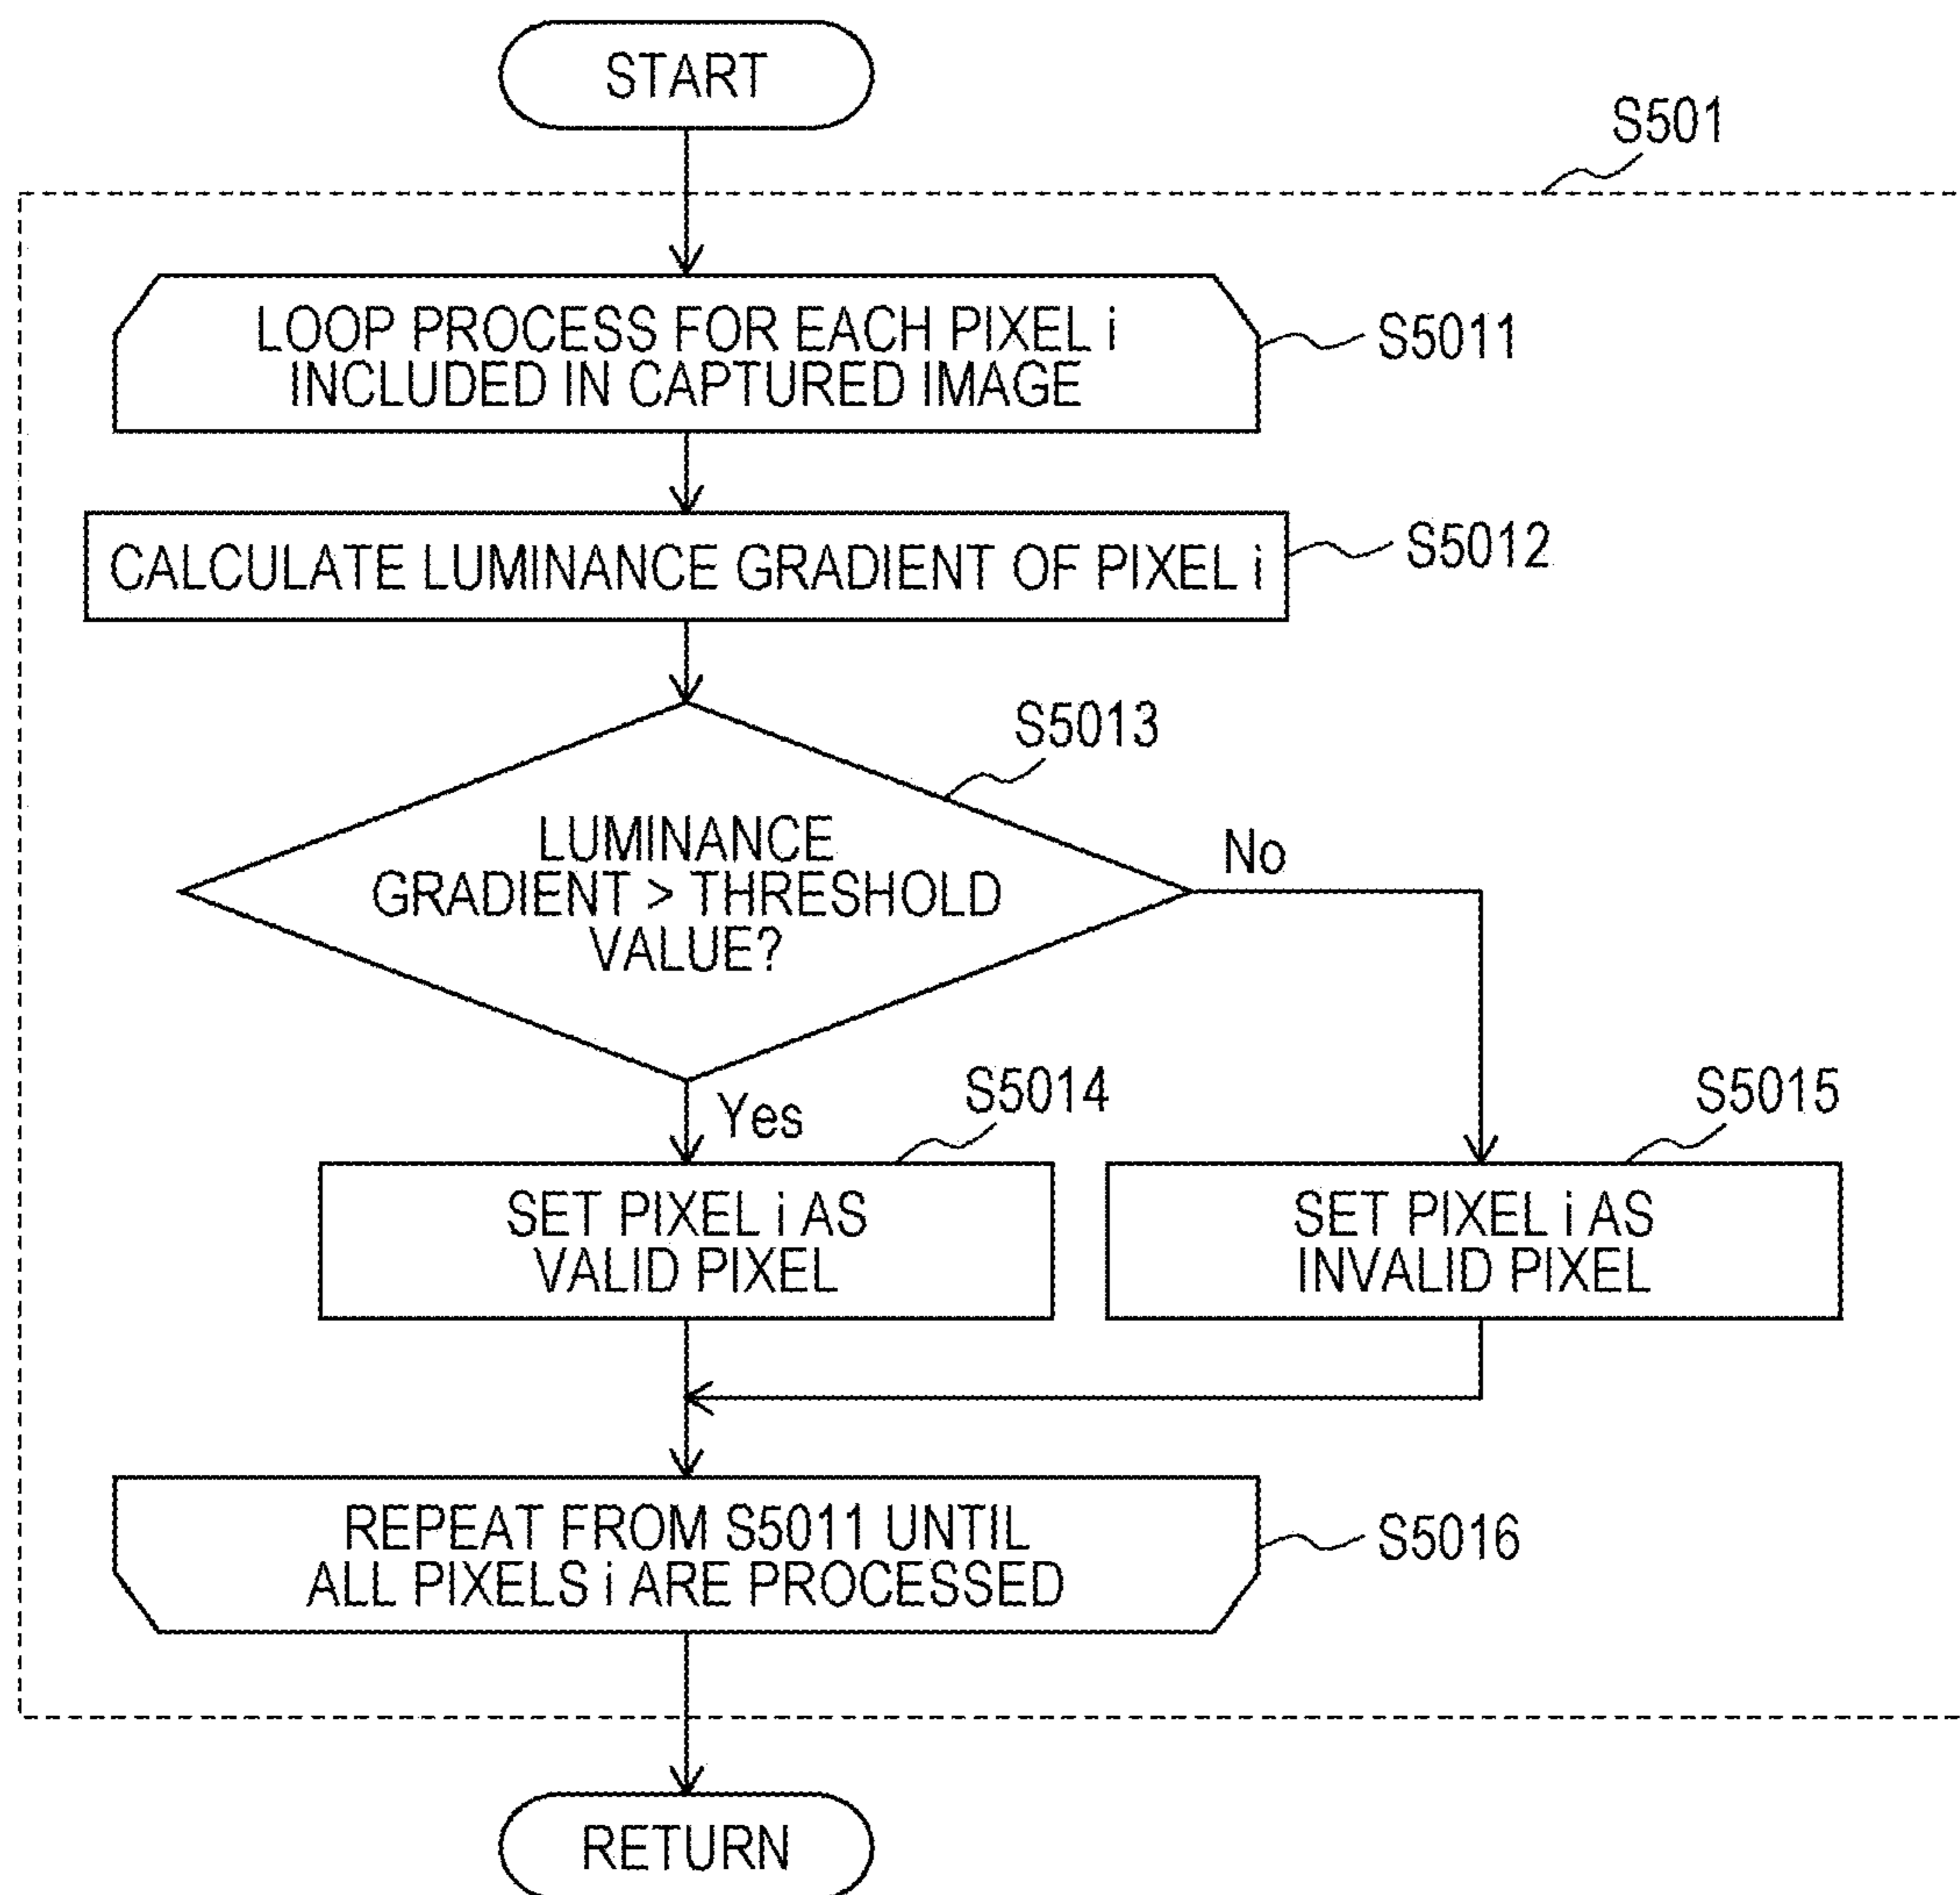 START
S501
LOOP PROCESS FOR EACH PIXEL i
INCLUDED IN CAPTURED IMAGE
S5011
CALCULATE LUMINANCE GRADIENT OF PIXEL i
S5012
S5013
LUMINANCE
GRADIENT > THRESHOLD
VALUE?
No
Yes
S5014
S5015
SET PIXEL i AS
VALID PIXEL
SET PIXEL i AS
INVALID PIXEL
REPEAT FROM S5011 UNTIL
ALL PIXELS i ARE PROCESSED
S5016
RETURN